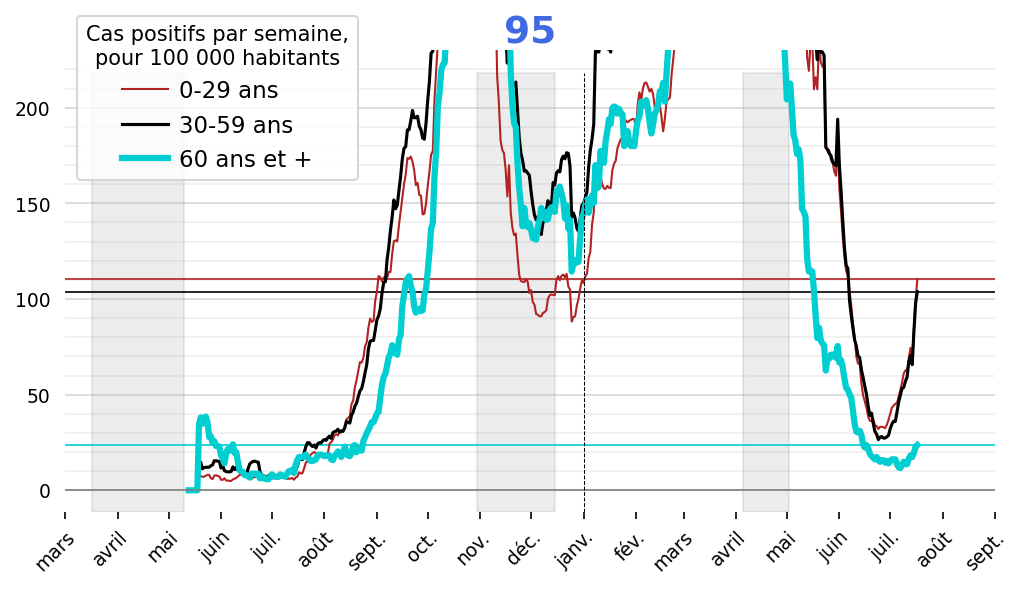 95
Cas positifs par semaine,
pour 100 000 habitants
0-29 ans
30-59 ans
60 ans et +
200
150
100
50
0
mars
avril
mai
juin
juil.
août
sept.
oct.
nov.
déc.
janv.
fév.
mars
avril
mai
juin
juil.
août
sept.